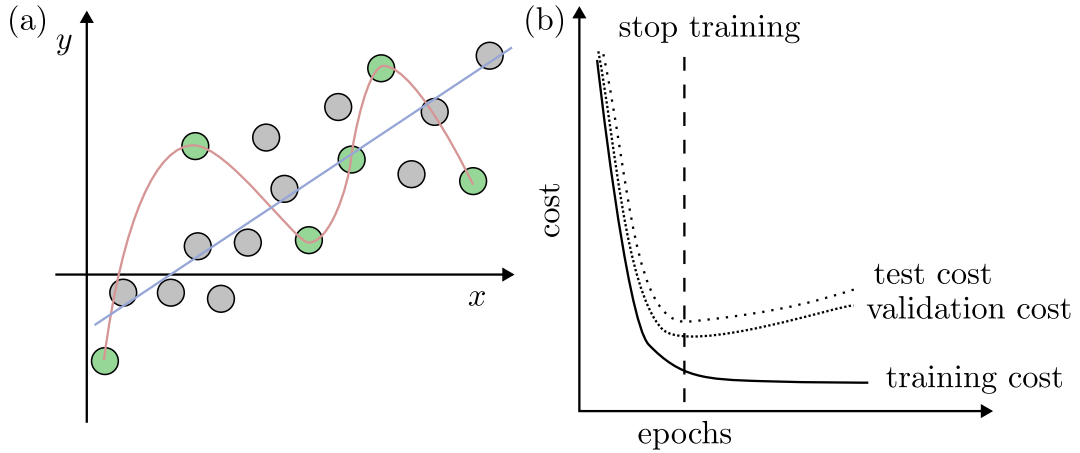 (a)
y
x
(b)
stop training
cost
test cost
validation cost
training cost
epochs